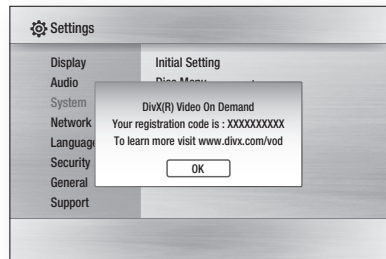 Settings
Display
Audio
System
Network
Language
Security
General
Support
Initial Setting
DivX(R) Video On Demand
Your registration code is : XXXXXXXXXX
To learn more visit www.divx.com/vod
OK